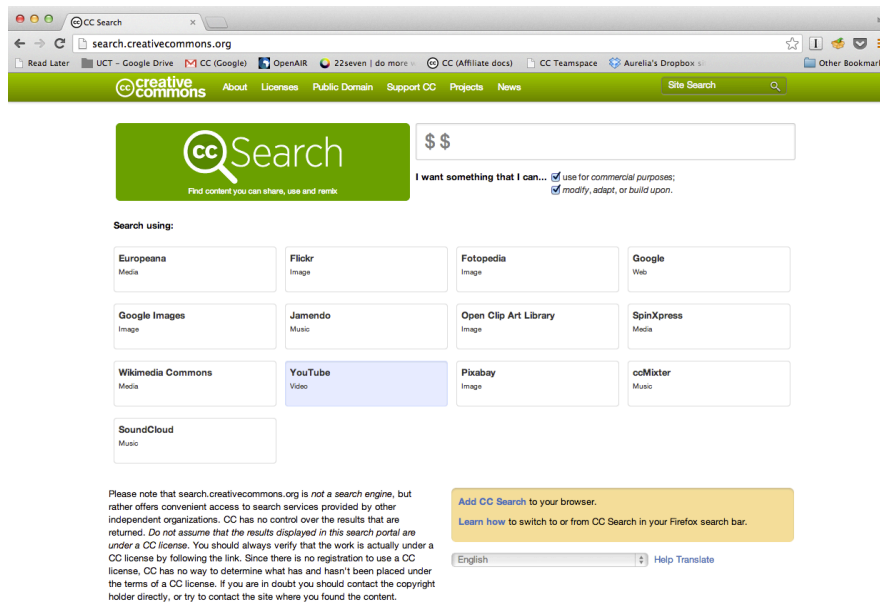 CC Search
search.creativecommons.org
Read Later UCT - Google Drive CC (Google) OpenAIR 22seven | do more CC (Affiliate docs) CC Teamspace Aurelia's Dropbox Other Bookmark
cc creative commons About Licenses Public Domain Support CC Projects News Site Search
cc Search
Find content you can share, use and remix
$ $
I want something that I can... use for commercial purposes;
modify, adapt, or build upon.
Search using:
Europeana Flickr Fotopedia Google
Media Image Image Web
Google Images Jamendo Open Clip Art Library SpinXpress
Image Music Image Media
Wikimedia Commons YouTube Pixabay ccMixter
Media Video Image Music
SoundCloud
Music
Please note that search.creativecommons.org is not a search engine, but
rather offers convenient access to search services provided by other
independent organizations. CC has no control over the results that are
returned. Do not assume that the results displayed in this search portal are
under a CC license. You should always verify that the work is actually under a
CC license by following the link. Since there is no registration to use a CC
license, CC has no way to determine what has and hasn't been placed under
the terms of a CC license. If you are in doubt you should contact the copyright
holder directly, or try to contact the site where you found the content.
Add CC Search to your browser.
Learn how to switch to or from CC Search in your Firefox search bar.
English Help Translate